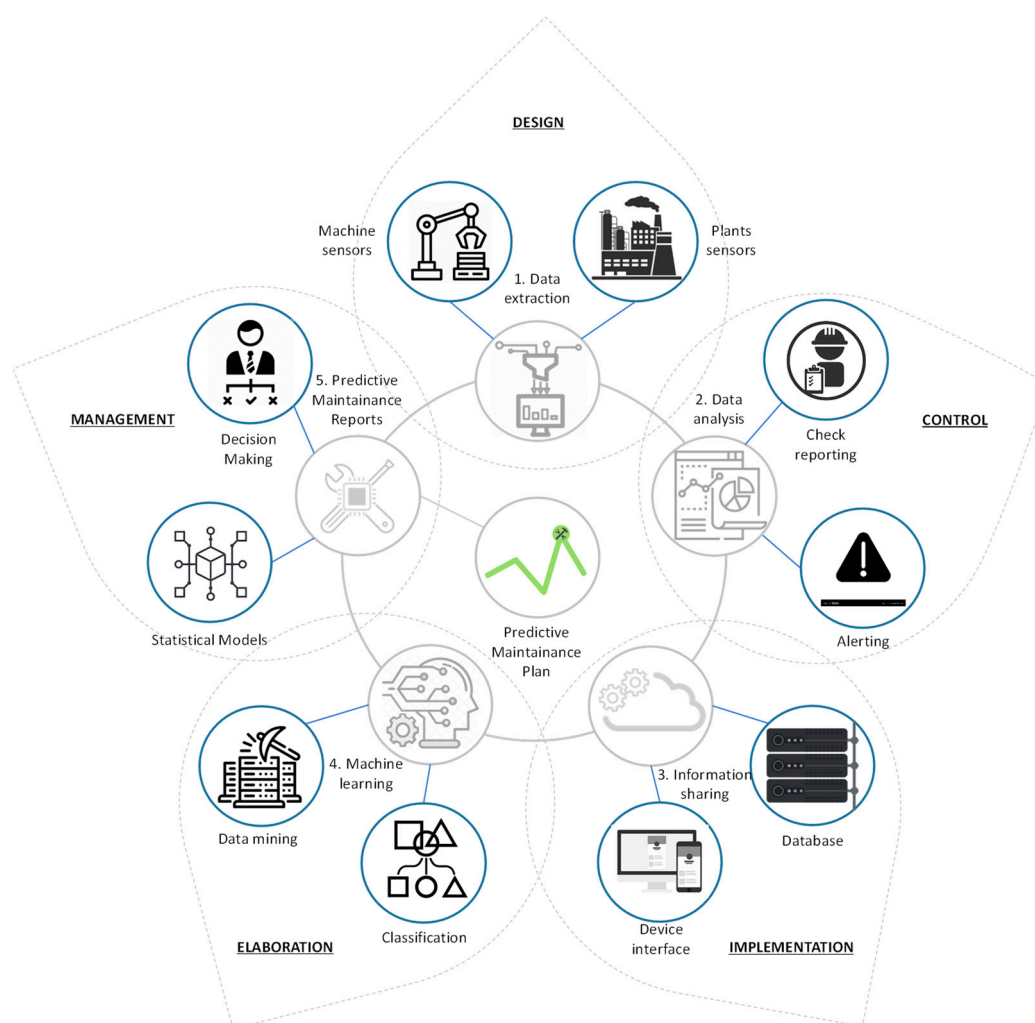 DESIGN
Machine
sensors
Plants
sensors
1. Data
extraction
MANAGEMENT
5. Predictive
Maintainance
Reports
Decision
Making
Statistical Models
2. Data
analysis
CONTROL
Check
reporting
Alerting
Predictive
Maintainance
Plan
4. Machine
learning
Data mining
Classification
ELABORATION
3. Information
sharing
Database
Device
interface
IMPLEMENTATION